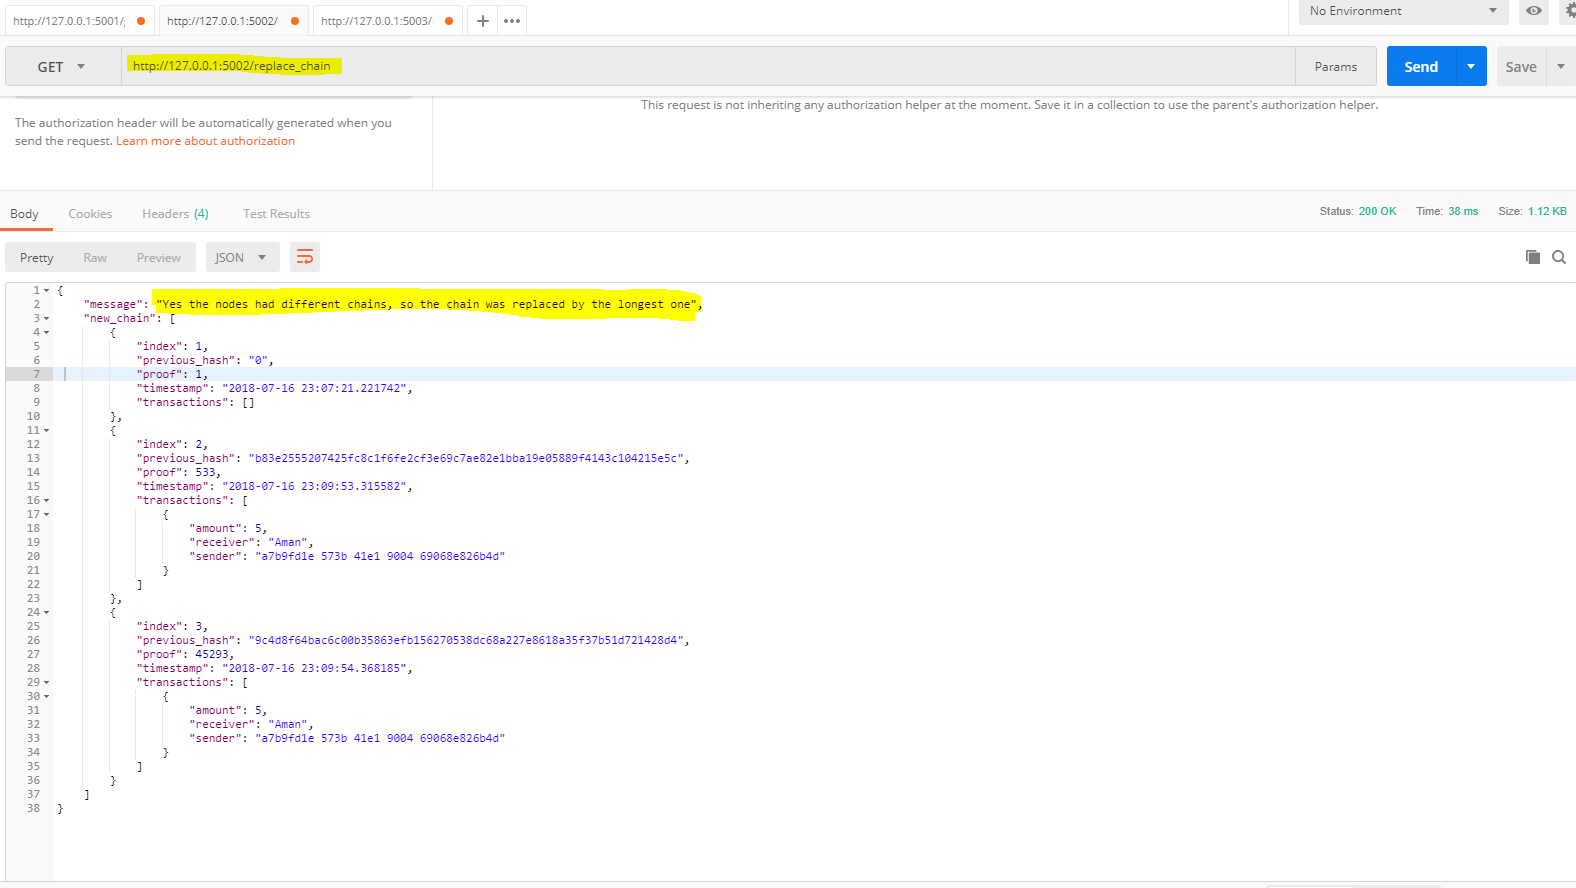 http://127.0.0.1:5001/ http://127.0.0.1:5002/ http://127.0.0.1:5003/ + ••• No Environment
GET http://127.0.0.1:5002/replace_chain Params Send Save
This request is not inheriting any authorization helper at the moment. Save it in a collection to use the parent's authorization helper.
The authorization header will be automatically generated when you
send the request. Learn more about authorization
Body Cookies Headers (4) Test Results Status: 200 OK Time: 38 ms Size: 1.12 KB
Pretty Raw Preview JSON
1 {
2 "message": "Yes the nodes had different chains, so the chain was replaced by the longest one",
3 "new_chain": [
4 {
5 "index": 1,
6 "previous_hash": "0",
7 "proof": 1,
8 "timestamp": "2018-07-16 23:07:21.221742",
9 "transactions": []
10 },
11 {
12 "index": 2,
13 "previous_hash": "b83e2555207425fc8c1f6fe2cf3e69c7ae82e1bba19e05889f4143c104215e5c",
14 "proof": 533,
15 "timestamp": "2018-07-16 23:09:53.315582",
16 "transactions": [
17 {
18 "amount": 5,
19 "receiver": "Aman",
20 "sender": "a7b9fd1e 573b 41e1 9004 69068e826b4d"
21 }
22 ]
23 },
24 {
25 "index": 3,
26 "previous_hash": "9c4d8f64bac6c00b35863efb156270538dc68a227e8618a35f37b51d721428d4",
27 "proof": 45293,
28 "timestamp": "2018-07-16 23:09:54.368185",
29 "transactions": [
30 {
31 "amount": 5,
32 "receiver": "Aman",
33 "sender": "a7b9fd1e 573b 41e1 9004 69068e826b4d"
34 }
35 ]
36 }
37 ]
38 }